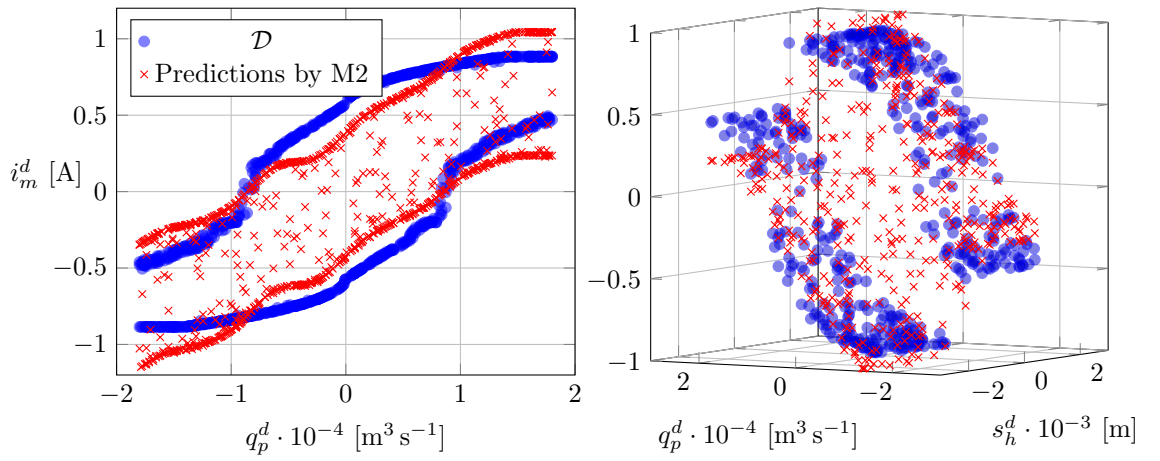 𝒟
Predictions by M2
1
0.5
0
−0.5
−1
i_m^d [A]
−2 −1 0 1 2
q_p^d · 10^{−4} [m^3 s^{−1}]
1
0.5
0
−0.5
−1
2 0 −2
−2 0 2
q_p^d · 10^{−4} [m^3 s^{−1}]
s_h^d · 10^{−3} [m]